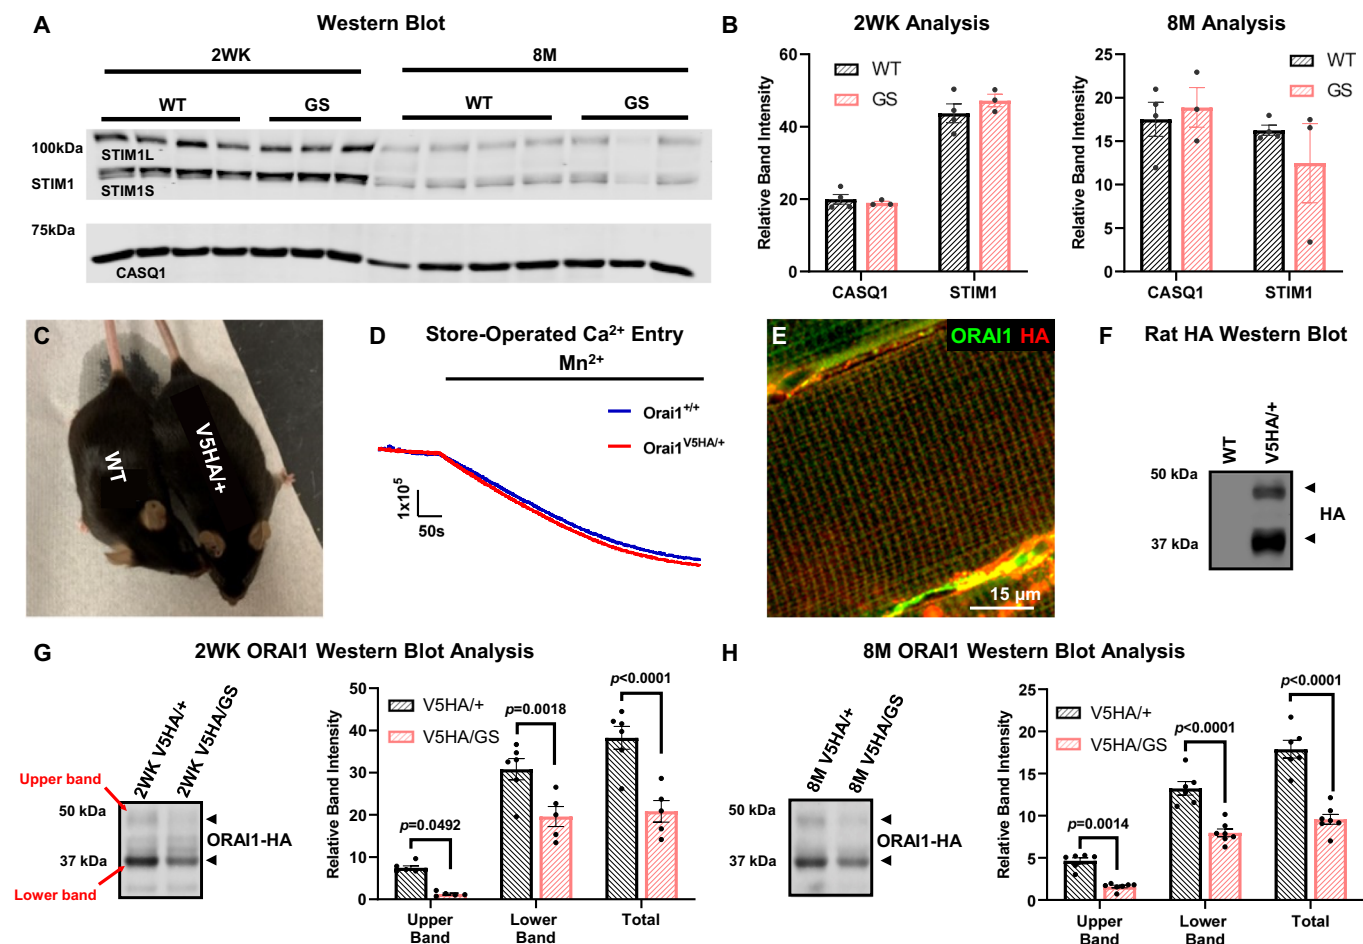 A
Western Blot
2WK
8M
WT
GS
WT
GS
100kDa
STIM1L
STIM1
STIM1S
75kDa
CASQ1
B
2WK Analysis
Relative Band Intensity
60
40
20
0
WT
GS
CASQ1
STIM1
8M Analysis
Relative Band Intensity
25
20
15
10
5
0
WT
GS
CASQ1
STIM1
C
WT
V5HA/+
D
Store-Operated Ca²⁺ Entry
Mn²⁺
Orai1⁺/⁺
Orai1ⱽ⁵ᴴᴬ/⁺
1x10⁵
50s
E
ORAI1 HA
15 µm
F
Rat HA Western Blot
WT
V5HA/+
50 kDa
HA
37 kDa
G
2WK ORAI1 Western Blot Analysis
2WK V5HA/+
2WK V5HA/GS
Upper band
50 kDa
ORAI1-HA
37 kDa
Lower band
Relative Band Intensity
50
40
30
20
10
0
V5HA/+
V5HA/GS
p=0.0492
p=0.0018
p<0.0001
Upper Band
Lower Band
Total
H
8M ORAI1 Western Blot Analysis
8M V5HA/+
8M V5HA/GS
50 kDa
ORAI1-HA
37 kDa
Relative Band Intensity
25
20
15
10
5
0
V5HA/+
V5HA/GS
p=0.0014
p<0.0001
p<0.0001
Upper Band
Lower Band
Total